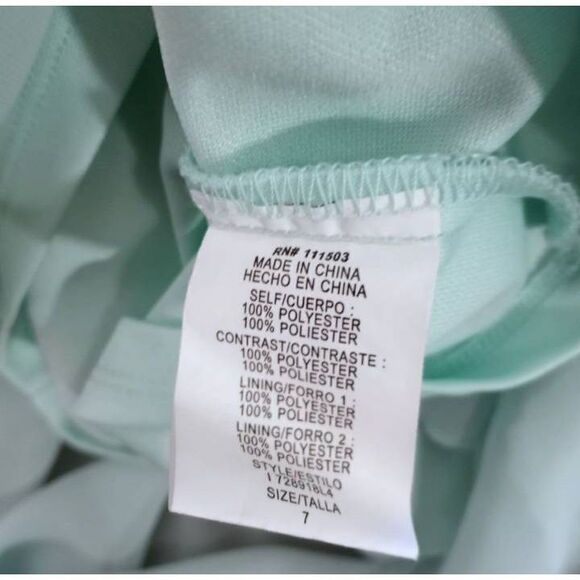 RN# 111503
MADE IN CHINA
HECHO EN CHINA
SELF/CUERPO :
100% POLYESTER
100% POLIESTER
CONTRAST/CONTRASTE :
100% POLYESTER
100% POLIESTER
LINING/FORRO 1 :
100% POLYESTER
100% POLIESTER
LINING/FORRO 2 :
100% POLYESTER
100% POLIESTER
STYLE/ESTILO
I 728918L4
SIZE/TALLA
7